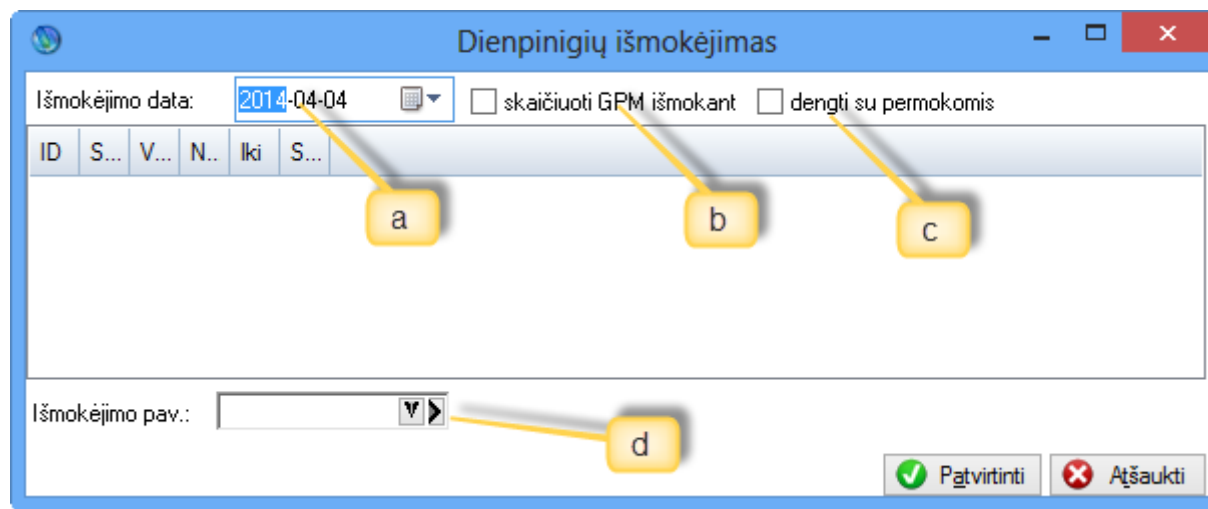 Dienpinigių išmokėjimas
Išmokėjimo data: 2014-04-04 skaičiuoti GPM išmokant dengti su permokomis
ID S... V... N.. Iki S...
a b c
Išmokėjimo pav.:
d
Patvirtinti Atšaukti